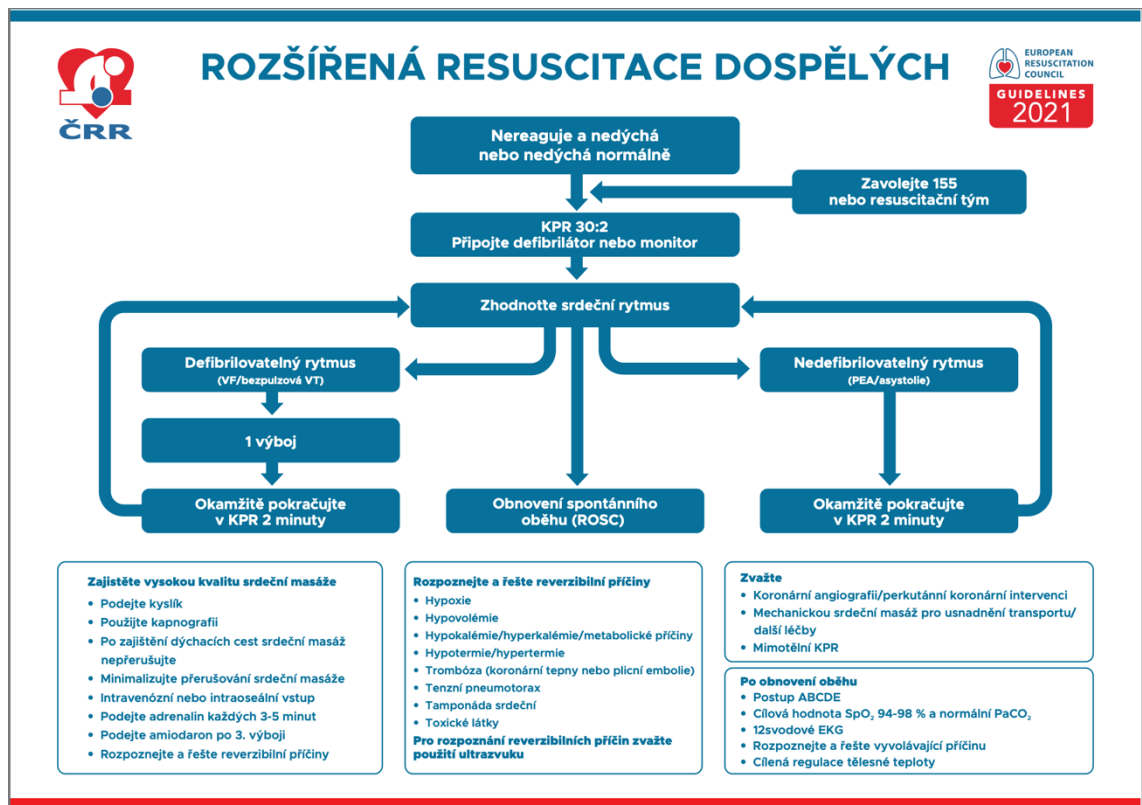 ROZŠÍŘENÁ RESUSCITACE DOSPĚLÝCH
ČRR
EUROPEAN
RESUSCITATION
COUNCIL
GUIDELINES
2021
Nereaguje a nedýchá
nebo nedýchá normálně
Zavolejte 155
nebo resuscitační tým
KPR 30:2
Připojte defibrilátor nebo monitor
Zhodnoťte srdeční rytmus
Defibrilovatelný rytmus
(VF/bezpulzová VT)
Nedefibrilovatelný rytmus
(PEA/asystolie)
1 výboj
Okamžitě pokračujte
v KPR 2 minuty
Obnovení spontánního
oběhu (ROSC)
Okamžitě pokračujte
v KPR 2 minuty
Zajistěte vysokou kvalitu srdeční masáže
• Podejte kyslík
• Použijte kapnografii
• Po zajištění dýchacích cest srdeční masáž
nepřerušujte
• Minimalizujte přerušování srdeční masáže
• Intravenózní nebo intraoseální vstup
• Podejte adrenalin každých 3-5 minut
• Podejte amiodaron po 3. výboji
• Rozpoznejte a řešte reverzibilní příčiny
Rozpoznejte a řešte reverzibilní příčiny
• Hypoxie
• Hypovolémie
• Hypokalémie/hyperkalémie/metabolické příčiny
• Hypotermie/hypertermie
• Trombóza (koronární tepny nebo plicní embolie)
• Tenzní pneumotorax
• Tamponáda srdeční
• Toxické látky
Pro rozpoznání reverzibilních příčin zvažte
použití ultrazvuku
Zvažte
• Koronární angiografii/perkutánní koronární intervenci
• Mechanickou srdeční masáž pro usnadnění transportu/
další léčby
• Mimotělní KPR
Po obnovení oběhu
• Postup ABCDE
• Cílová hodnota SpO₂ 94-98 % a normální PaCO₂
• 12svodové EKG
• Rozpoznejte a řešte vyvolávající příčinu
• Cílená regulace tělesné teploty